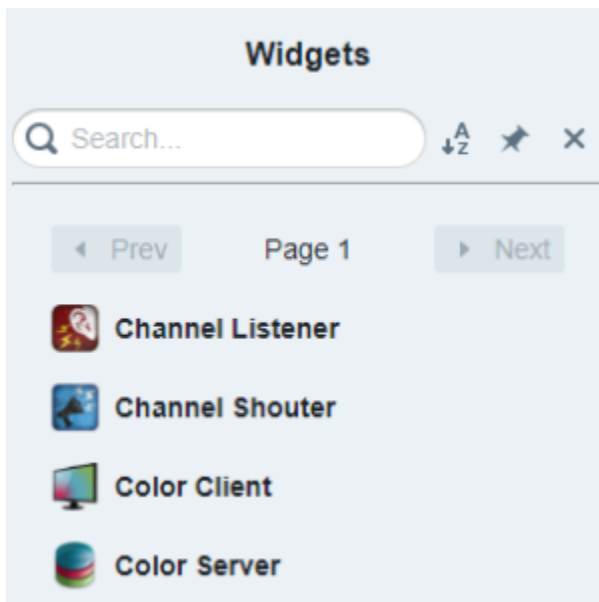 Widgets
Search...
A
Z
Prev Page 1 Next
Channel Listener
Channel Shouter
Color Client
Color Server